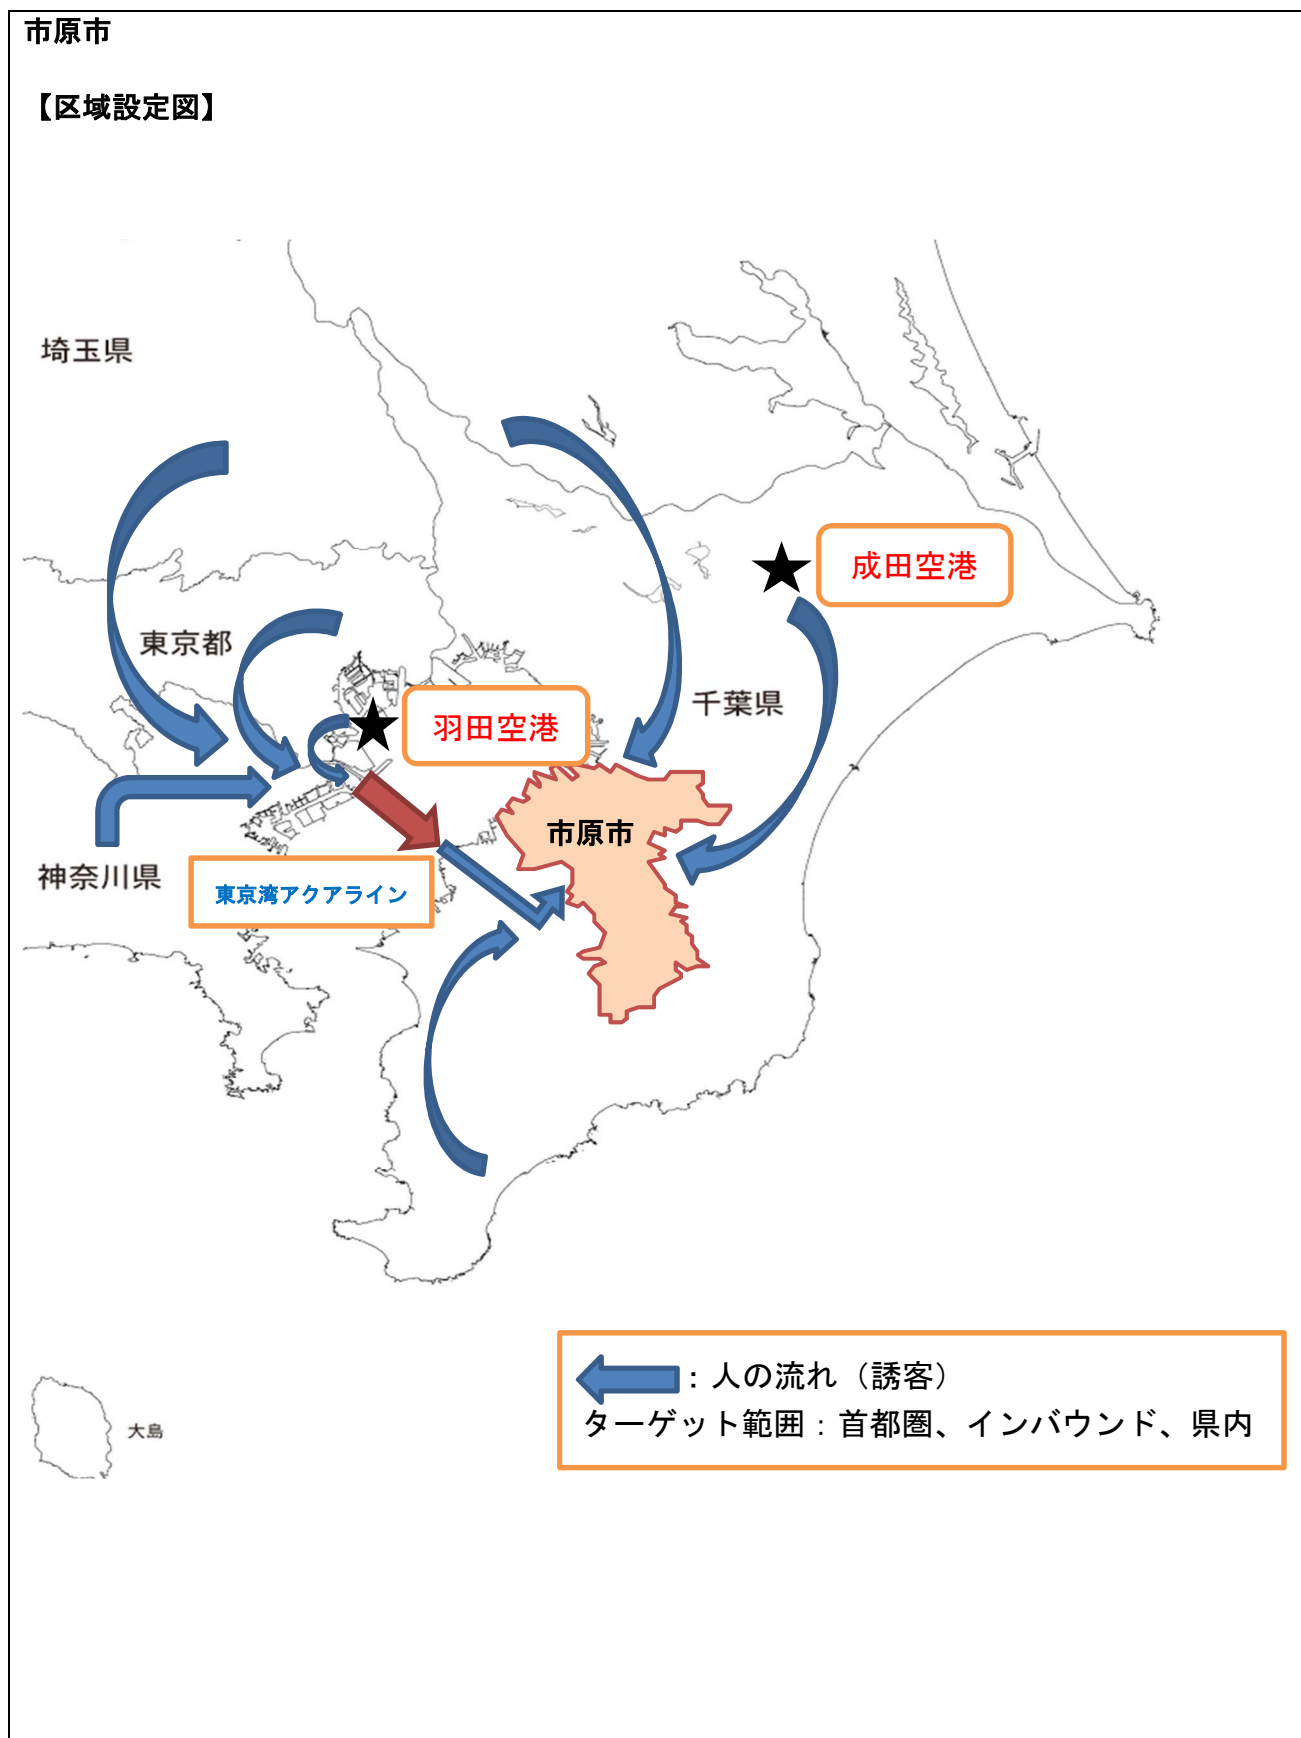 市原市
【区域設定図】
埼玉県
成田空港
東京都
千葉県
羽田空港
市原市
神奈川県
東京湾アクアライン
：人の流れ（誘客）
ターゲット範囲：首都圏、インバウンド、県内
大島